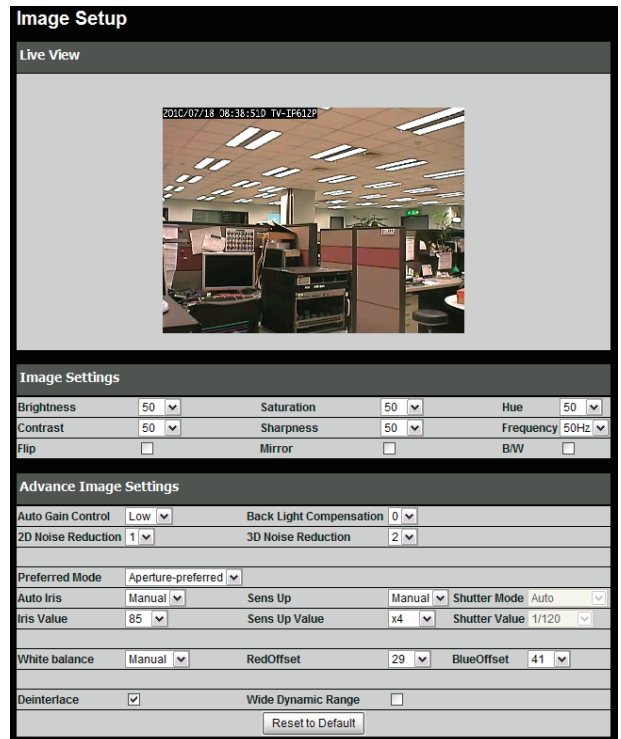 Image Setup
Live View
2010/07/18 08:38:51D TV-IP612P
Image Settings
Brightness 50 Saturation 50 Hue 50
Contrast 50 Sharpness 50 Frequency 50Hz
Flip Mirror B/W
Advance Image Settings
Auto Gain Control Low Back Light Compensation 0
2D Noise Reduction 1 3D Noise Reduction 2
Preferred Mode Aperture-preferred
Auto Iris Manual Sens Up Manual Shutter Mode Auto
Iris Value 85 Sens Up Value x4 Shutter Value 1/120
White balance Manual RedOffset 29 BlueOffset 41
Deinterlace Wide Dynamic Range
Reset to Default